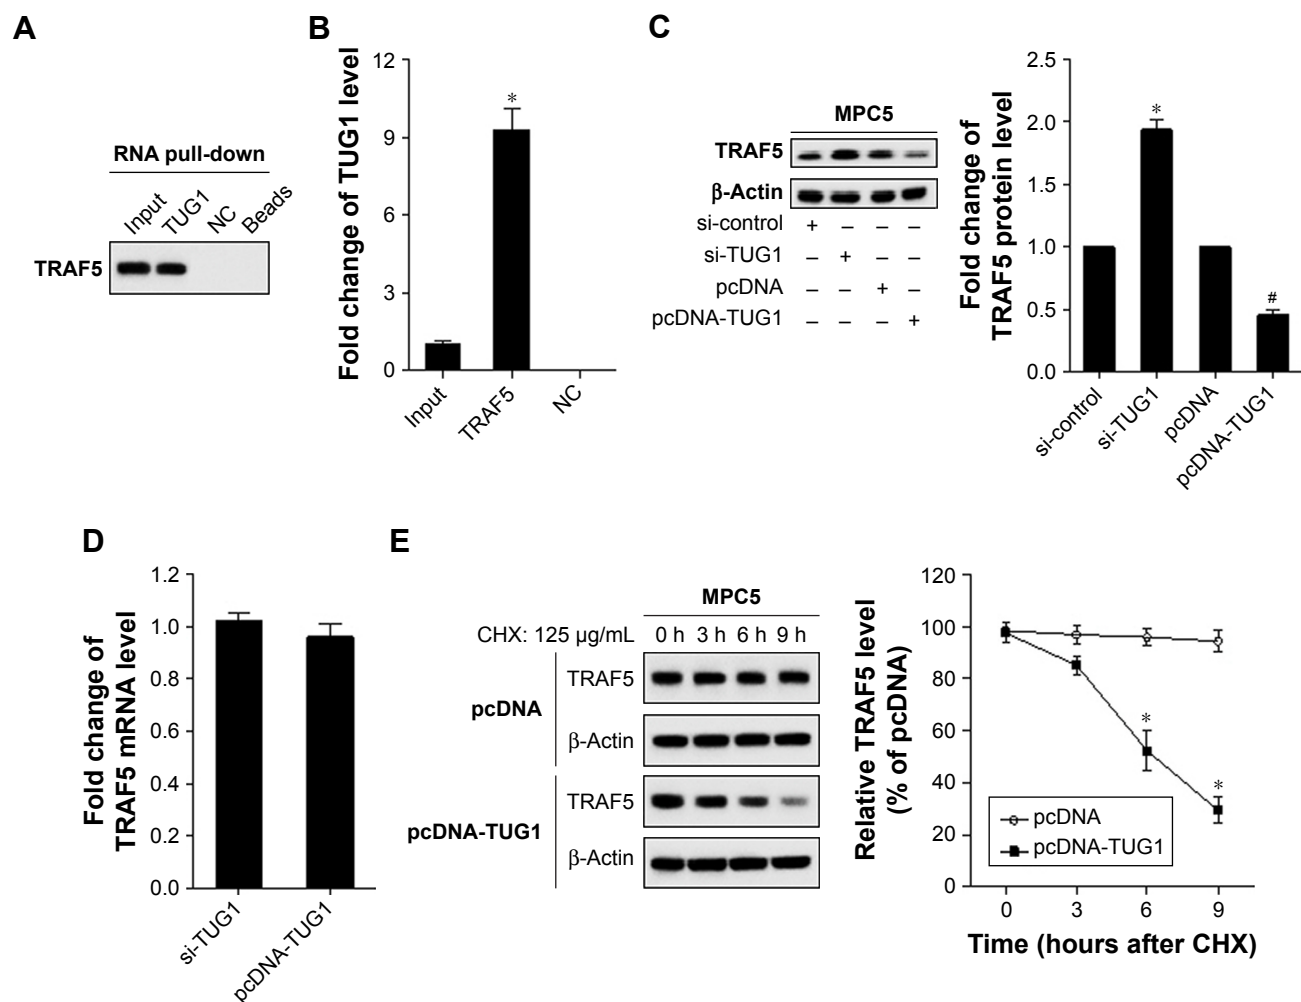 A
RNA pull-down
Input
TUG1
NC
Beads
TRAF5
B
Fold change of TUG1 level
12
9
6
3
0
*
Input
TRAF5
NC
C
MPC5
TRAF5
β-Actin
si-control + – – –
si-TUG1 – + – –
pcDNA – – + –
pcDNA-TUG1 – – – +
Fold change of
TRAF5 protein level
2.5
2.0
1.5
1.0
0.5
0.0
*
#
si-control
si-TUG1
pcDNA
pcDNA-TUG1
D
Fold change of
TRAF5 mRNA level
1.2
1.0
0.8
0.6
0.4
0.2
0.0
si-TUG1
pcDNA-TUG1
E
MPC5
CHX: 125 µg/mL 0 h 3 h 6 h 9 h
pcDNA
TRAF5
β-Actin
pcDNA-TUG1
TRAF5
β-Actin
Relative TRAF5 level
(% of pcDNA)
120
100
80
60
40
20
0
*
*
pcDNA
pcDNA-TUG1
0 3 6 9
Time (hours after CHX)